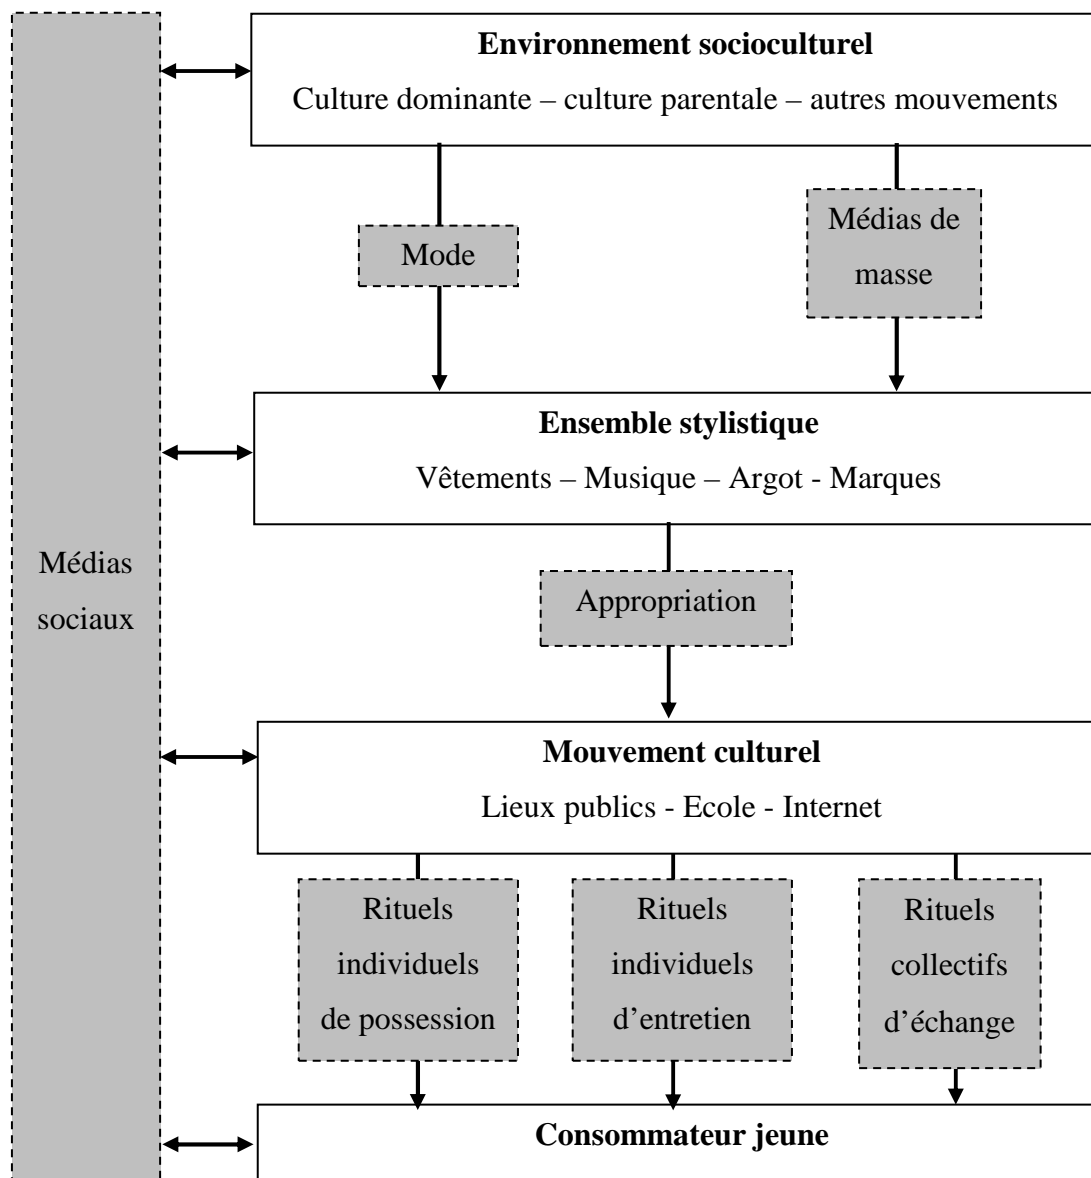 Environnement socioculturel
Culture dominante – culture parentale – autres mouvements
Mode
Médias de
masse
Ensemble stylistique
Vêtements – Musique – Argot - Marques
Médias
sociaux
Appropriation
Mouvement culturel
Lieux publics - Ecole - Internet
Rituels
individuels
de possession
Rituels
individuels
d’entretien
Rituels
collectifs
d’échange
Consommateur jeune